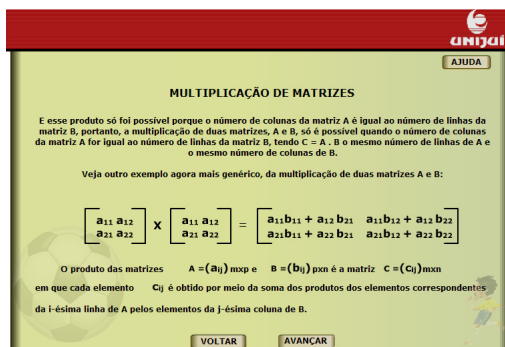 UNIJUÍ
AJUDA
MULTIPLICAÇÃO DE MATRIZES
E esse produto só foi possível porque o número de colunas da matriz A é igual ao número de linhas da
matriz B, portanto, a multiplicação de duas matrizes, A e B, só é possível quando o número de colunas
da matriz A for igual ao número de linhas da matriz B, tendo C = A . B o mesmo número de linhas de A e
o mesmo número de colunas de B.
Veja outro exemplo agora mais genérico, da multiplicação de duas matrizes A e B:
a11 a12 x a11 a12 = a11b11 + a12 b21 a11b12 + a12 b22
a21 a22 a21 a22 a21b11 + a22 b21 a21b12 + a22 b22
O produto das matrizes A =(aij) mxp e B =(bij) pxn é a matriz C =(cij)mxn
em que cada elemento cij é obtido por meio da soma dos produtos dos elementos correspondentes
da i-ésima linha de A pelos elementos da j-ésima coluna de B.
VOLTAR AVANÇAR